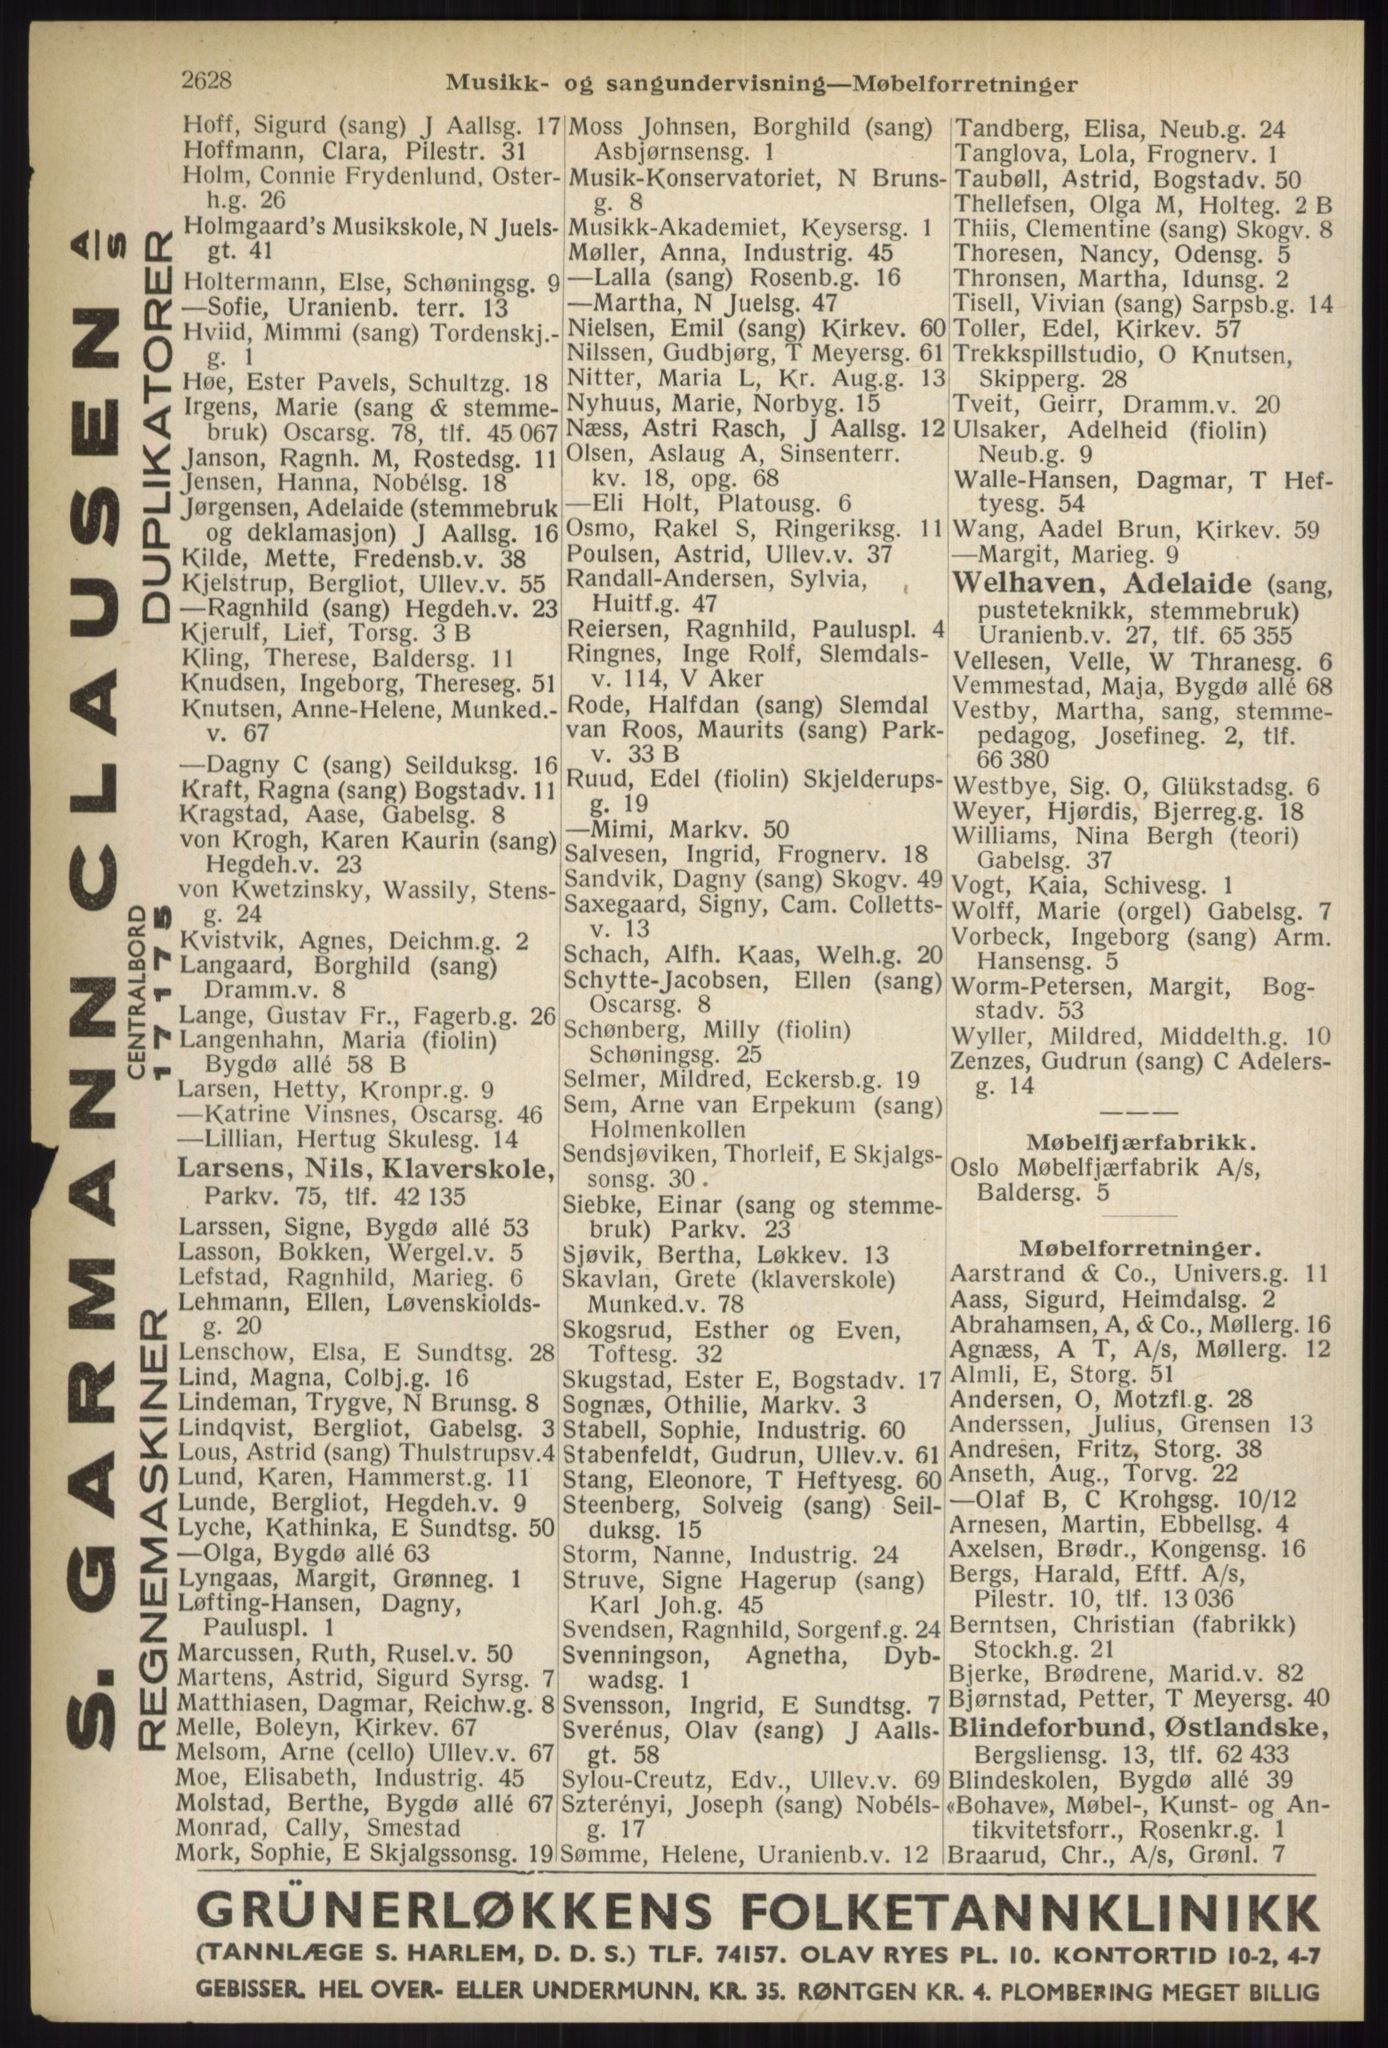 2628
Musikk- og sangundervisning—Møbelforretninger
Hoff, Sigurd (sang) J Aallsg. 17
Hoffmann, Clara, Pilestr. 31
Holm, Connie Frydenlund, Oster-
h.g. 26
Holmgaard's Musikskole, N Juels-
gt. 41
Holtermann, Else, Schøningsg. 9
—Sofie, Uranienb. terr. 13
Hviid, Mimmi (sang) Tordenskj.-
g. 1
Høe, Ester Pavels, Schultzg. 18
Irgens, Marie (sang & stemme-
bruk) Oscarsg. 78, tlf. 45 067
Janson, Ragnh. M, Rostedsg. 11
Jensen, Hanna, Nobélsg. 18
Jørgensen, Adelaide (stemmebruk
og deklamasjon) J Aallsg. 16
Kilde, Mette, Fredensb.v. 38
Kjelstrup, Bergliot, Ullev.v. 55
—Ragnhild (sang) Hegdeh.v. 23
Kjerulf, Lief, Torsg. 3 B
Kling, Therese, Baldersg. 11
Knudsen, Ingeborg, Thereseg. 51
Knutsen, Anne-Helene, Munked.-
v. 67
—Dagny C (sang) Seilduksg. 16
Kraft, Ragna (sang) Bogstadv. 11
Kragstad, Aase, Gabelsg. 8
von Krogh, Karen Kaurin (sang)
Hegdeh.v. 23
von Kwetzinsky, Wassily, Stens-
g. 24
Kvistvik, Agnes, Deichm.g. 2
Langaard, Borghild (sang)
Dramm.v. 8
Lange, Gustav Fr., Fagerb.g. 26
Langenhahn, Maria (fiolin)
Bygdø allé 58 B
Larsen, Hetty, Kronpr.g. 9
—Katrine Vinsnes, Oscarsg. 46
—Lillian, Hertug Skulesg. 14
Larsens, Nils, Klaverskole,
Parkv. 75, tlf. 42 135
Larssen, Signe, Bygdø allé 53
Lasson, Bokken, Wergel.v. 5
Lefstad, Ragnhild, Marieg. 6
Lehmann, Ellen, Løvenskiolds-
g. 20
Lenschow, Elsa, E Sundtsg. 28
Lind, Magna, Colbj.g. 16
Lindeman, Trygve, N Brunsg. 8
Lindqvist, Bergliot, Gabelsg. 3
Lous, Astrid (sang) Thulstrupsv.4
Lund, Karen, Hammerst.g. 11
Lunde, Bergliot, Hegdeh.v. 9
Lyche, Kathinka, E Sundtsg. 50
—Olga, Bygdø allé 63
Lyngaas, Margit, Grønneg. 1
Løfting-Hansen, Dagny,
Pauluspl. 1
Marcussen, Ruth, Rusel.v. 50
Martens, Astrid, Sigurd Syrsg. 7
Matthiasen, Dagmar, Reichw.g. 8
Melle, Boleyn, Kirkev. 67
Melsom, Arne (cello) Ullev.v. 67
Moe, Elisabeth, Industrig. 45
Molstad, Berthe, Bygdø allé 67
Monrad, Cally, Smestad
Mork, Sophie, E Skjalgssonsg. 19
Moss Johnsen, Borghild (sang)
Asbjørnsensg. 1
Musik-Konservatoriet, N Bruns-
g. 8
Musikk-Akademiet, Keysersg. 1
Møller, Anna, Industrig. 45
—Lalla (sang) Rosenb.g. 16
—Martha, N Juelsg. 47
Nielsen, Emil (sang) Kirkev. 60
Nilssen, Gudbjørg, T Meyersg. 61
Nitter, Maria L, Kr. Aug.g. 13
Nyhuus, Marie, Norbyg. 15
Næss, Astri Rasch, J Aallsg. 12
Olsen, Aslaug A, Sinsenterr.
kv. 18, opg. 68
—Eli Holt, Platousg. 6
Osmo, Rakel S, Ringeriksg. 11
Poulsen, Astrid, Ullev.v. 37
Randall-Andersen, Sylvia,
Huitf.g. 47
Reiersen, Ragnhild, Pauluspl. 4
Ringnes, Inge Rolf, Slemdals-
v. 114, V Aker
Rode, Halfdan (sang) Slemdal
van Roos, Maurits (sang) Park-
v. 33 B
Ruud, Edel (fiolin) Skjelderups-
g. 19
—Mimi, Markv. 50
Salvesen, Ingrid, Frognerv. 18
Sandvik, Dagny (sang) Skogv. 49
Saxegaard, Signy, Cam. Colletts-
v. 13
Schach, Alfh. Kaas, Welh.g. 20
Schytte-Jacobsen, Ellen (sang)
Oscarsg. 8
Schønberg, Milly (fiolin)
Schøningsg. 25
Selmer, Mildred, Eckersb.g. 19
Sem, Arne van Erpekum (sang)
Holmenkollen
Sendsjøviken, Thorleif, E Skjalgs-
sonsg. 30
Siebke, Einar (sang og stemme-
bruk) Parkv. 23
Sjøvik, Bertha, Løkkev. 13
Skavlan, Grete (klaverskole)
Munked.v. 78
Skogsrud, Esther og Even,
Toftesg. 32
Skugstad, Ester E, Bogstadv. 17
Sognæs, Othilie, Markv. 3
Stabell, Sophie, Industrig. 60
Stabenfeldt, Gudrun, Ullev.v. 61
Stang, Eleonore, T Heftyesg. 60
Steenberg, Solveig (sang) Seil-
duksg. 15
Storm, Nanne, Industrig. 24
Struve, Signe Hagerup (sang)
Karl Joh.g. 45
Svendsen, Ragnhild, Sorgenf.g. 24
Svenningson, Agnetha, Dyb-
wadsg. 1
Svensson, Ingrid, E Sundtsg. 7
Sverénus, Olav (sang) J Aalls-
gt. 58
Sylou-Creutz, Edv., Ullev.v. 69
Szterényi, Joseph (sang) Nobéls-
g. 17
Sømme, Helene, Uranienb.v. 12
Tandberg, Elisa, Neub.g. 24
Tanglova, Lola, Frognerv. 1
Taubøll, Astrid, Bogstadv. 50
Thellefsen, Olga M, Holteg. 2 B
Thiis, Clementine (sang) Skogv. 8
Thoresen, Nancy, Odensg. 5
Thronsen, Martha, Idunsg. 2
Tisell, Vivian (sang) Sarpsb.g. 14
Toller, Edel, Kirkev. 57
Trekkspillstudio, O Knutsen,
Skipperg. 28
Tveit, Geirr, Dramm.v. 20
Ulsaker, Adelheid (fiolin)
Neub.g. 9
Walle-Hansen, Dagmar, T Hef-
tyesg. 54
Wang, Aadel Brun, Kirkev. 59
—Margit, Marieg. 9
Welhaven, Adelaide (sang,
pusteteknikk, stemmebruk)
Uranienb.v. 27, tlf. 65 355
Vellesen, Velle, W Thranesg. 6
Vemmestad, Maja, Bygdø allé 68
Vestby, Martha, sang, stemme-
pedagog, Josefineg. 2, tlf.
66 380
Westbye, Sig. O, Glükstadsg. 6
Weyer, Hjørdis, Bjerreg.g. 18
Williams, Nina Bergh (teori)
Gabelsg. 37
Vogt, Kaia, Schivesg. 1
Wolff, Marie (orgel) Gabelsg. 7
Vorbeck, Ingeborg (sang) Arm.
Hansensg. 5
Worm-Petersen, Margit, Bog-
stadv. 53
Wyller, Mildred, Middelth.g. 10
Zenzes, Gudrun (sang) C Adelers-
g. 14
Møbelfjærfabrikk.
Oslo Møbelfjærfabrik A/s,
Baldersg. 5
Møbelforretninger.
Aarstrand & Co., Univers.g. 11
Aass, Sigurd, Heimdalsg. 2
Abrahamsen, A, & Co., Møllerg. 16
Agnæss, A T, A/s, Møllerg. 12
Almli, E, Storg. 51
Andersen, O, Motzfl.g. 28
Anderssen, Julius, Grensen 13
Andresen, Fritz, Storg. 38
Anseth, Aug., Torvg. 22
—Olaf B, C Krohgsg. 10/12
Arnesen, Martin, Ebbellsg. 4
Axelsen, Brødr., Kongensg. 16
Bergs, Harald, Eftf. A/s,
Pilestr. 10, tlf. 13 036
Berntsen, Christian (fabrikk)
Stockh.g. 21
Bjerke, Brødrene, Marid.v. 82
Bjørnstad, Petter, T Meyersg. 40
Blindeforbund, Østlandske,
Bergsliensg. 13, tlf. 62 433
Blindeskolen, Bygdø allé 39
«Bohave», Møbel-, Kunst- og An-
tikvitetsforr., Rosenkr.g. 1
Braarud, Chr., A/s, Grønl. 7
S. GARMANN CLAUSEN A/S
REGNEMASKINER
CENTRALBORD
17175
DUPLIKATORER
GRÜNERLØKKENS FOLKETANNKLINIKK
(TANNLÆGE S. HARLEM, D. D. S.) TLF. 74157. OLAV RYES PL. 10. KONTORTID 10-2, 4-7
GEBISSER. HEL OVER- ELLER UNDERMUNN, KR. 35. RØNTGEN KR. 4. PLOMBERING MEGET BILLIG